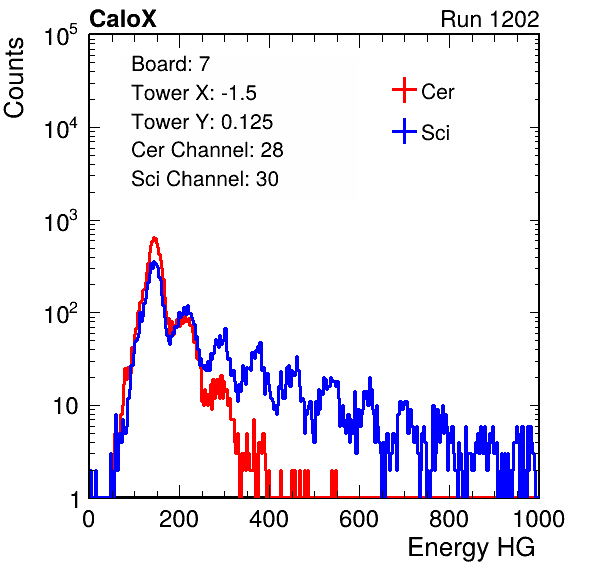 CaloX Run 1202
Counts
10^5
10^4
10^3
10^2
10
1
Board: 7
Tower X: -1.5
Tower Y: 0.125
Cer Channel: 28
Sci Channel: 30
Cer
Sci
0 200 400 600 800 1000
Energy HG